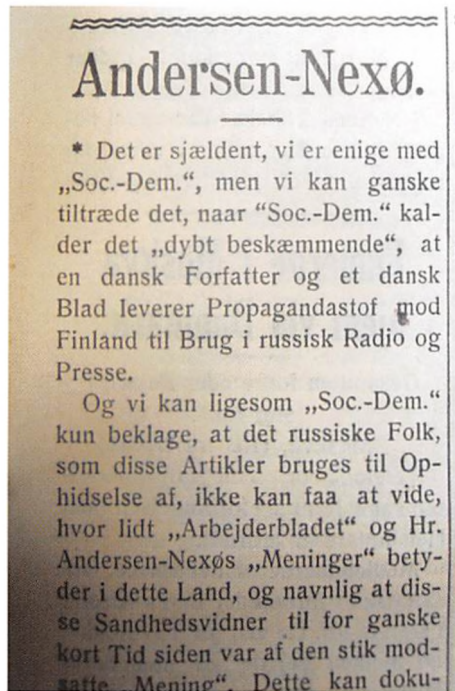 Andersen-Nexø.
* Det er sjældent, vi er enige med
„Soc.-Dem.“, men vi kan ganske
tiltræde det, naar “Soc.-Dem.“ kal-
der det „dybt beskæmmende“, at
en dansk Forfatter og et dansk
Blad leverer Propagandastof mod
Finland til Brug i russisk Radio og
Presse.
Og vi kan ligesom „Soc.-Dem.“
kun beklage, at det russiske Folk,
som disse Artikler bruges til Op-
hidselse af, ikke kan faa at vide,
hvor lidt „Arbejderbladet“ og Hr.
Andersen-Nexøs „Meninger“ bety-
der i dette Land, og navnlig at dis-
se Sandhedsvidner til for ganske
kort Tid siden var af den stik mod-
satte „Mening“. Dette kan doku-